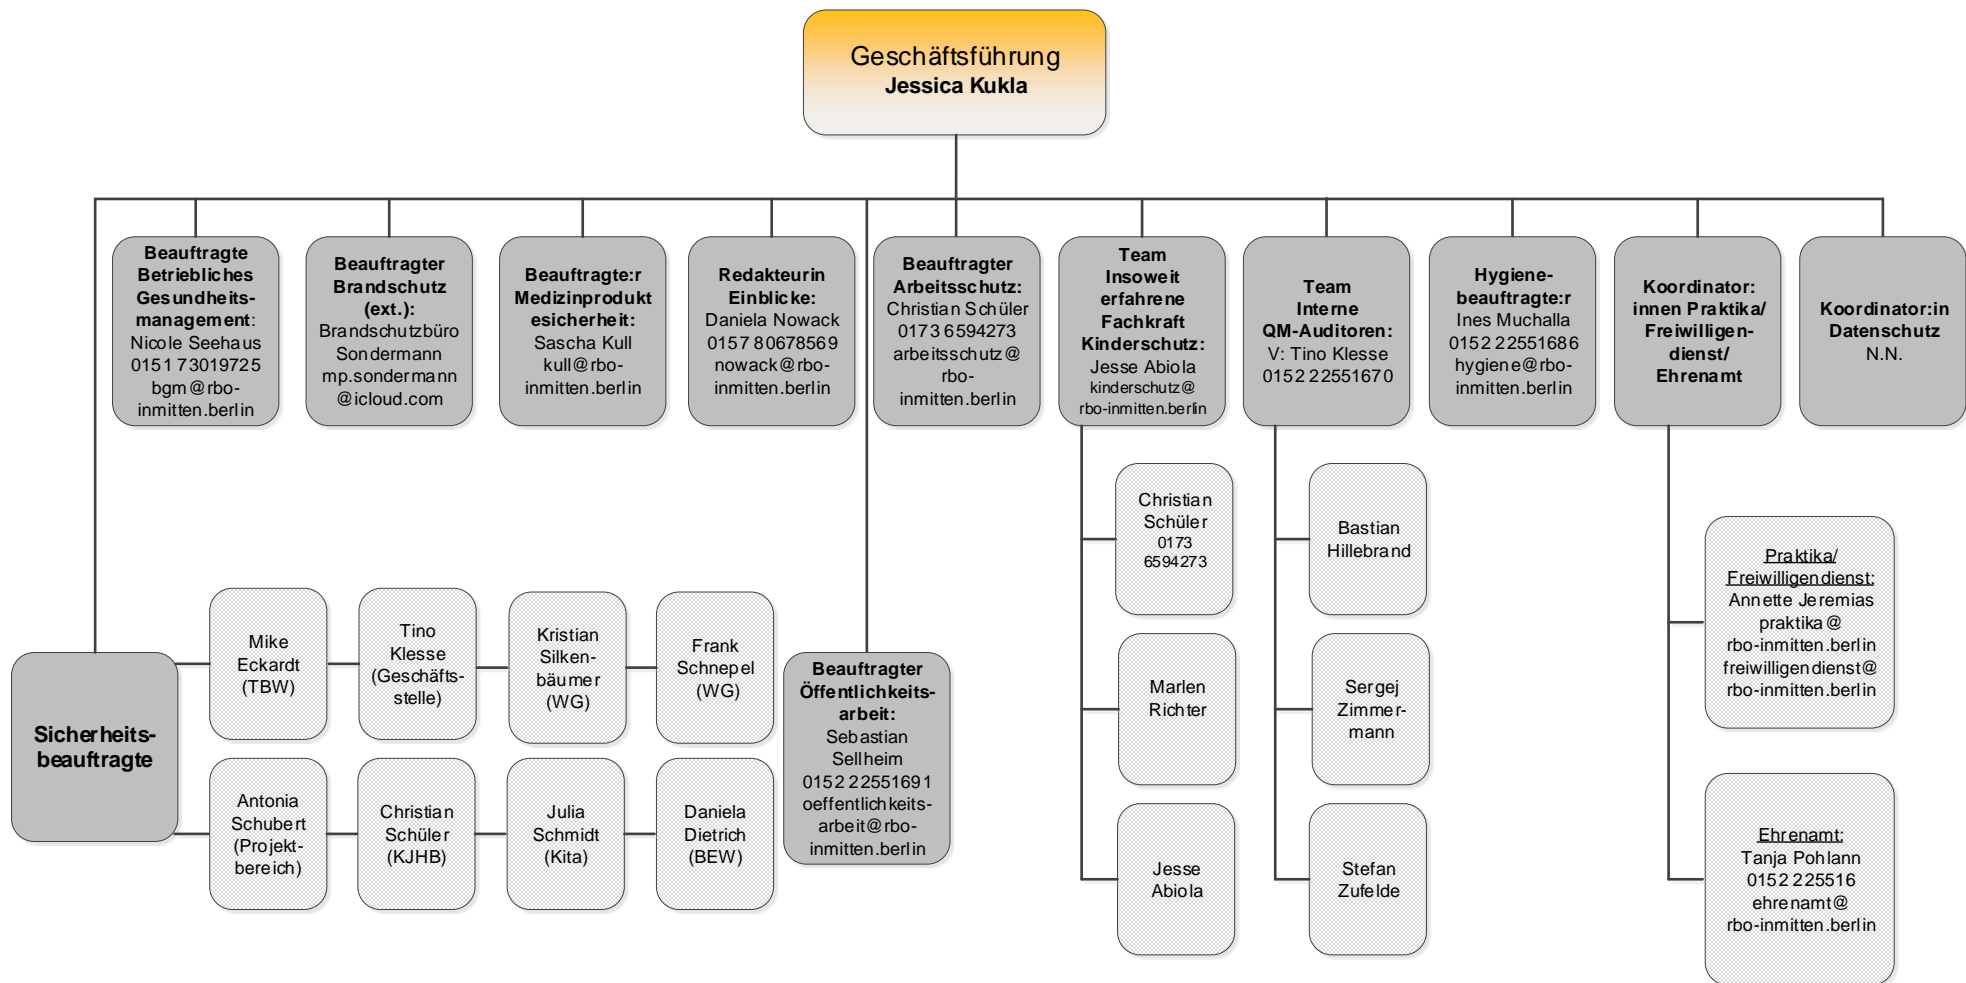 Geschäftsführung
Jessica Kukla
Beauftragte
Betriebliches
Gesundheits-
management:
Nicole Seehaus
0151 73019725
bgm@rbo-
inmitten.berlin
Beauftragter
Brandschutz
(ext.):
Brandschutzbüro
Sondermann
mp.sondermann
@icloud.com
Beauftragte:r
Medizinprodukt
esicherheit:
Sascha Kull
kull@rbo-
inmitten.berlin
Redakteurin
Einblicke:
Daniela Nowack
0157 80678569
nowack@rbo-
inmitten.berlin
Beauftragter
Arbeitsschutz:
Christian Schüler
0173 6594273
arbeitsschutz@
rbo-
inmitten.berlin
Team
Insoweit
erfahrene
Fachkraft
Kinderschutz:
Jesse Abiola
kinderschutz@
rbo-inmitten.berlin
Team
Interne
QM-Auditoren:
V: Tino Klesse
0152 22551670
Hygiene-
beauftragte:r
Ines Muchalla
0152 22551686
hygiene@rbo-
inmitten.berlin
Koordinator:
innen Praktika/
Freiwilligen-
dienst/
Ehrenamt
Koordinator:in
Datenschutz
N.N.
Sicherheits-
beauftragte
Mike
Eckardt
(TBW)
Tino
Klesse
(Geschäfts-
stelle)
Kristian
Silken-
bäumer
(WG)
Frank
Schnepel
(WG)
Antonia
Schubert
(Projekt-
bereich)
Christian
Schüler
(KJHB)
Julia
Schmidt
(Kita)
Daniela
Dietrich
(BEW)
Beauftragter
Öffentlichkeits-
arbeit:
Sebastian
Sellheim
0152 22551691
oeffentlichkeits-
arbeit@rbo-
inmitten.berlin
Christian
Schüler
0173
6594273
Marlen
Richter
Jesse
Abiola
Bastian
Hillebrand
Sergej
Zimmer-
mann
Stefan
Zufelde
Praktika/
Freiwilligendienst:
Annette Jeremias
praktika@
rbo-inmitten.berlin
freiwilligendienst@
rbo-inmitten.berlin
Ehrenamt:
Tanja Pohlann
0152 225516
ehrenamt@
rbo-inmitten.berlin